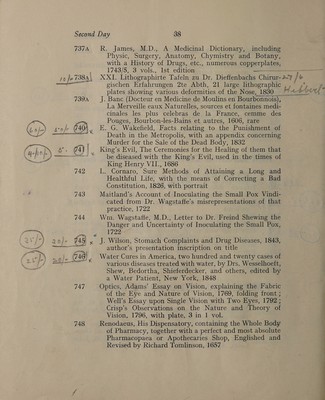 Second Day 38
737A R. James, M.D., A Medicinal Dictionary, including
Physic, Surgery, Anatomy, Chymistry and Botany,
with a History of Drugs, etc., numerous copperplates,
1743/5, 3 vols., 1st edition
738 XXI. Lithographirte Tafeln zu Dr. Dieffenbachs Chirur-
gischen Erfahrungen 2te Abth, 21 large lithographic
plates showing various deformities of the Nose, 1830
738A J. Banc (Docteur en Medicine de Moulins en Bourbonnois),
La Merveille eaux Naturelles, sources et fontaines medi-
cinales les plus celebras de la France, comme des
Pougues, Bourbon-les-Bains et autres, 1606, rare
740 E. G. Wakefield, Facts relating to the Punishment of
Death in the Metropolis, with an appendix concerning
Murder for the Sale of the Dead Body, 1832
741 King's Evil, The Ceremonies for the Healing of them that
be diseased with the King's Evil, used in the times of
King Henry VII., 1686
742 L. Cornaro, Sure Methods of Attaining a Long and
Healthful Life, with the means of Correcting a Bad
Constitution, 1826, with portrait
743 Maitland's Account of Inoculating the Small Pox Vindi-
cated from Dr. Wagstaffe's misrepresentations of that
practice, 1722
744 Wm. Wagstaffe, M.D., Letter to Dr. Freind Shewing the
Danger and Uncertainty of Inoculating the Small Pox,
1722
745 J. Wilson, Stomach Complaints and Drug Diseases, 1843,
author's presentation inscription on title
746 Water Cures in America, two hundred and twenty cases of
various diseases treated with water, by Drs. Wesselhoeft,
Shew, Bedortha, Shieferdecker, and others, edited by
a Water Patient, New York, 1848
747 Optics, Adams' Essay on Vision, explaining the Fabric
of the Eye and Nature of Vision, 1769, folding front;
Well's Essay upon Single Vision with Two Eyes, 1792;
Crisp's Observations on the Nature and Theory of
Vision, 1796, with plate, 3 in 1 vol.
748 Renodaeus, His Dispensatory, containing the Whole Body
of Pharmacy, together with a perfect and most absolute
Pharmacopaea or Apothecaries Shop, Englished and
Revised by Richard Tomlinson, 1657